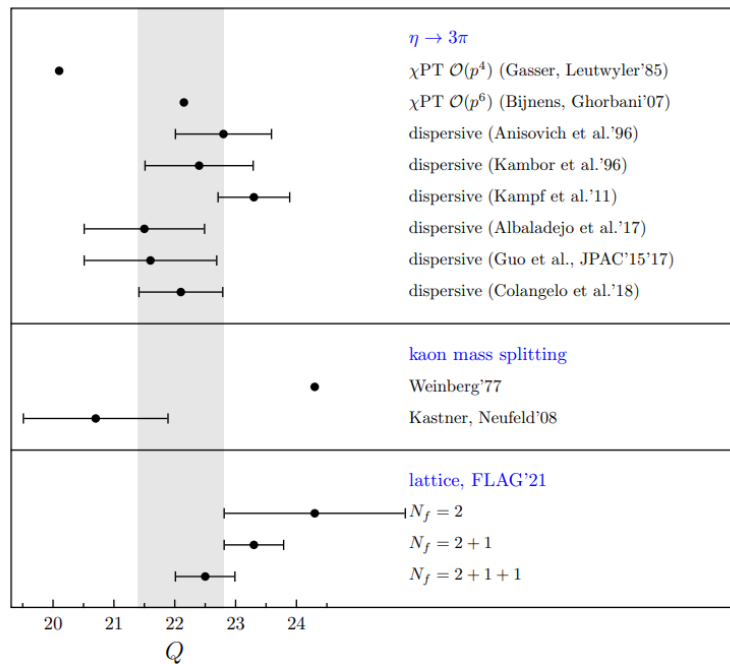 η → 3π
χPT 𝒪(p⁴) (Gasser, Leutwyler'85)
χPT 𝒪(p⁶) (Bijnens, Ghorbani'07)
dispersive (Anisovich et al.'96)
dispersive (Kambor et al.'96)
dispersive (Kampf et al.'11)
dispersive (Albaladejo et al.'17)
dispersive (Guo et al., JPAC'15'17)
dispersive (Colangelo et al.'18)
kaon mass splitting
Weinberg'77
Kastner, Neufeld'08
lattice, FLAG'21
N_f = 2
N_f = 2 + 1
N_f = 2 + 1 + 1
20 21 22 23 24
Q